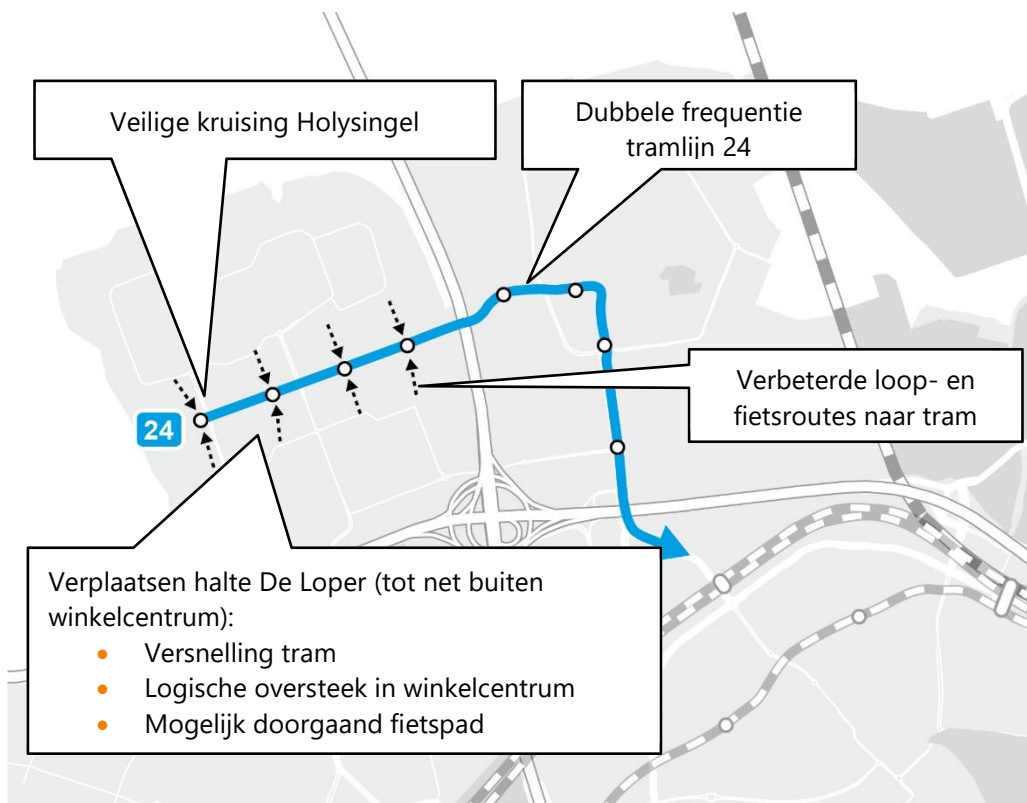 Veilige kruising Holysingel
Dubbele frequentie
tramlijn 24
Verbeterde loop- en
fietsroutes naar tram
24
Verplaatsen halte De Loper (tot net buiten
winkelcentrum):
• Versnelling tram
• Logische oversteek in winkelcentrum
• Mogelijk doorgaand fietspad